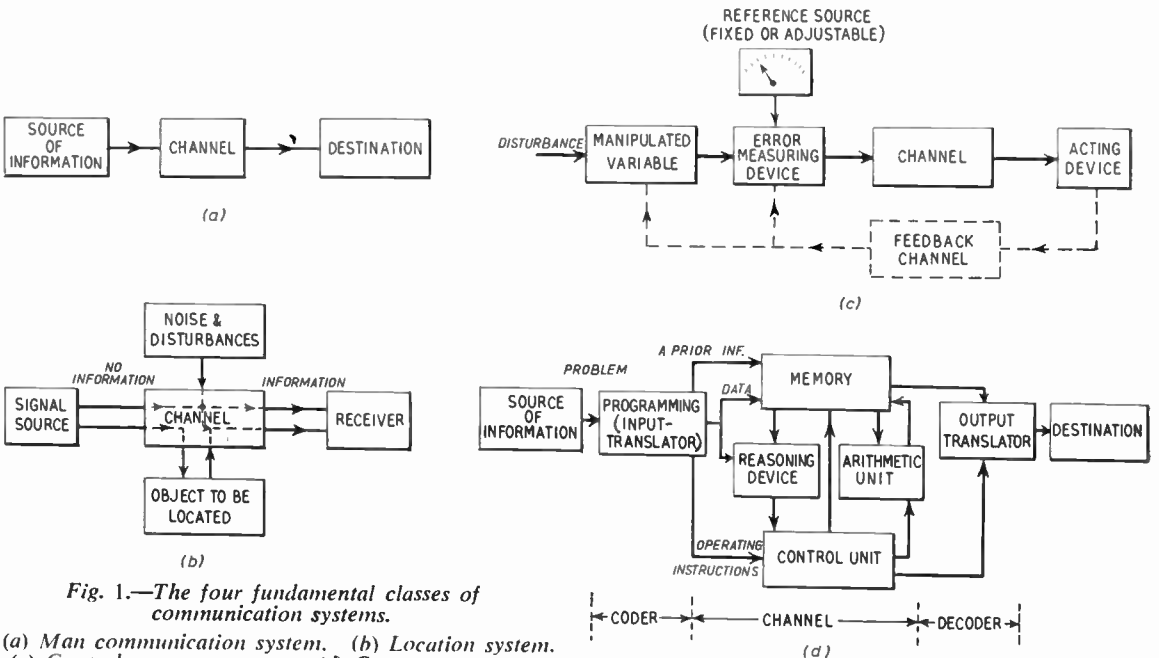 SOURCE
OF
INFORMATION
CHANNEL
DESTINATION
(a)
REFERENCE SOURCE
(FIXED OR ADJUSTABLE)
DISTURBANCE
MANIPULATED
VARIABLE
ERROR
MEASURING
DEVICE
CHANNEL
ACTING
DEVICE
FEEDBACK
CHANNEL
(c)
NOISE &
DISTURBANCES
NO
INFORMATION
INFORMATION
SIGNAL
SOURCE
CHANNEL
RECEIVER
OBJECT TO BE
LOCATED
(b)
PROBLEM
A PRIOR INF.
DATA
SOURCE
OF
INFORMATION
PROGRAMMING
(INPUT-
TRANSLATOR)
MEMORY
REASONING
DEVICE
ARITHMETIC
UNIT
OUTPUT
TRANSLATOR
DESTINATION
OPERATING
INSTRUCTIONS
CONTROL UNIT
CODER
CHANNEL
DECODER
(d)
Fig. 1.—The four fundamental classes of
communication systems.
(a) Man communication system. (b) Location system.